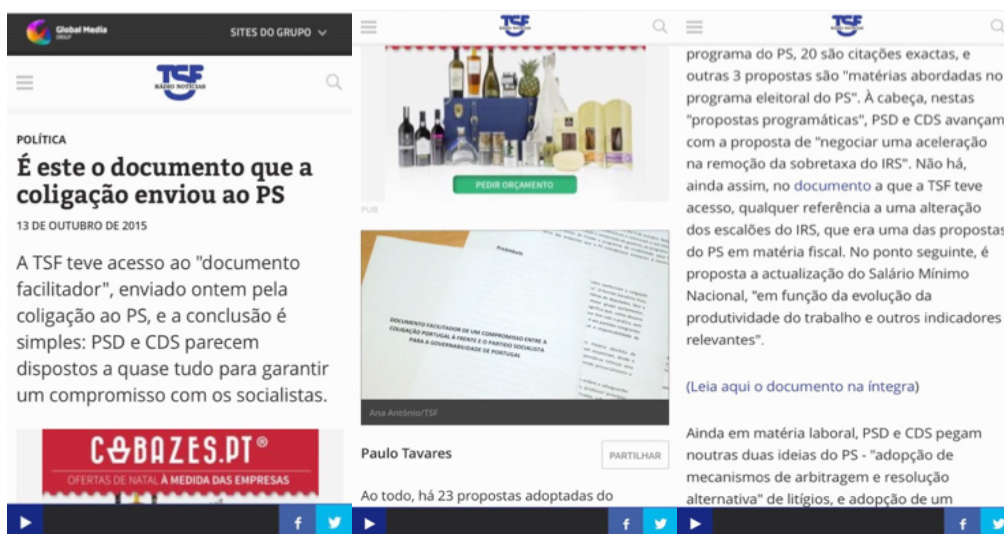 Global Media
GROUP
SITES DO GRUPO
TSF
RÁDIO NOTÍCIAS
POLÍTICA
É este o documento que a
coligação enviou ao PS
13 DE OUTUBRO DE 2015
A TSF teve acesso ao "documento
facilitador", enviado ontem pela
coligação ao PS, e a conclusão é
simples: PSD e CDS parecem
dispostos a quase tudo para garantir
um compromisso com os socialistas.
CABAZES.PT®
OFERTAS DE NATAL À MEDIDA DAS EMPRESAS
f
TSF
RÁDIO NOTÍCIAS
PEDIR ORÇAMENTO
PUB
Preâmbulo
DOCUMENTO FACILITADOR DE UM COMPROMISSO ENTRE A
COLIGAÇÃO PORTUGAL À FRENTE E O PARTIDO SOCIALISTA
PARA A GOVERNABILIDADE DE PORTUGAL
Ana António/TSF
Paulo Tavares
PARTILHAR
Ao todo, há 23 propostas adoptadas do
f
TSF
RÁDIO NOTÍCIAS
programa do PS, 20 são citações exactas, e
outras 3 propostas são "matérias abordadas no
programa eleitoral do PS". À cabeça, nestas
"propostas programáticas", PSD e CDS avançam
com a proposta de "negociar uma aceleração
na remoção da sobretaxa do IRS". Não há,
ainda assim, no documento a que a TSF teve
acesso, qualquer referência a uma alteração
dos escalões do IRS, que era uma das propostas
do PS em matéria fiscal. No ponto seguinte, é
proposta a actualização do Salário Mínimo
Nacional, "em função da evolução da
produtividade do trabalho e outros indicadores
relevantes".
(Leia aqui o documento na íntegra)
Ainda em matéria laboral, PSD e CDS pegam
noutras duas ideias do PS - "adopção de
mecanismos de arbitragem e resolução
alternativa" de litígios, e adopção de um
f